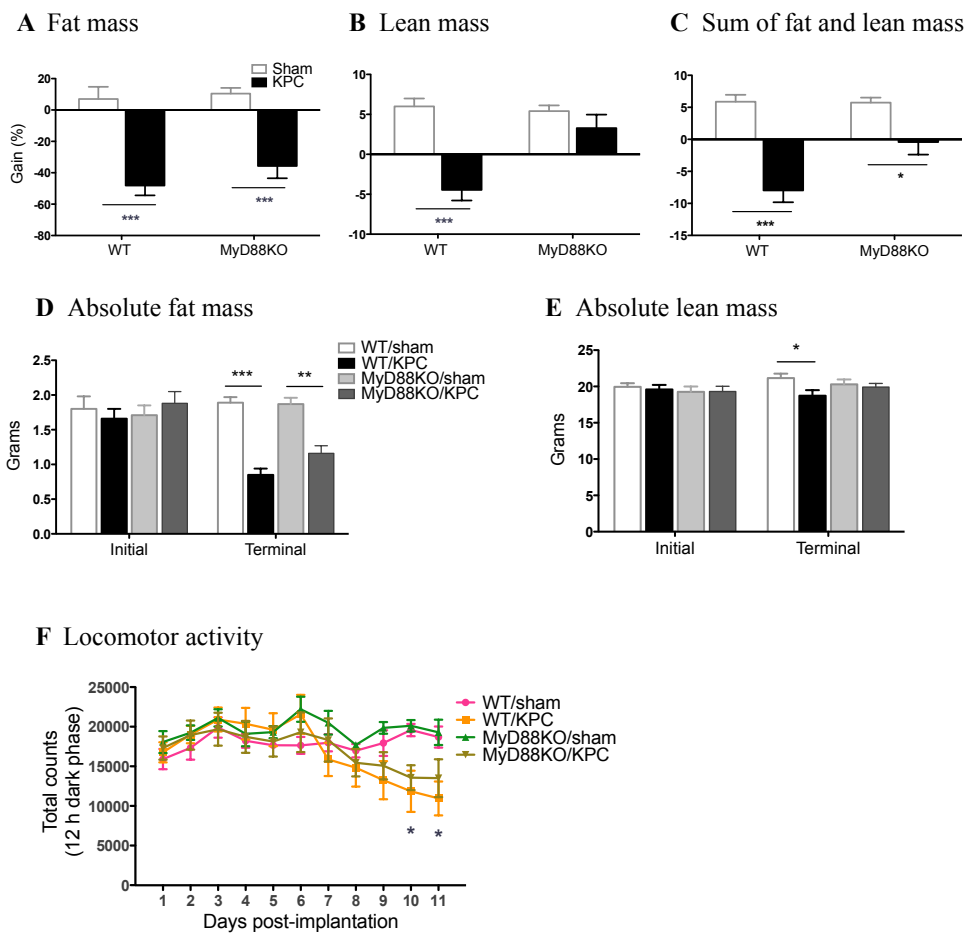 A Fat mass
B Lean mass
C Sum of fat and lean mass
Sham
KPC
Gain (%)
20
0
-20
-40
-60
-80
***
***
WT
MyD88KO
10
5
0
-5
-10
***
WT
MyD88KO
10
5
0
-5
-10
-15
***
*
WT
MyD88KO
D Absolute fat mass
E Absolute lean mass
WT/sham
WT/KPC
MyD88KO/sham
MyD88KO/KPC
Grams
2.5
2.0
1.5
1.0
0.5
0.0
***
**
Initial
Terminal
Grams
25
20
15
10
5
0
*
Initial
Terminal
F Locomotor activity
Total counts
(12 h dark phase)
25000
20000
15000
10000
5000
0
WT/sham
WT/KPC
MyD88KO/sham
MyD88KO/KPC
* *
1 2 3 4 5 6 7 8 9 10 11
Days post-implantation